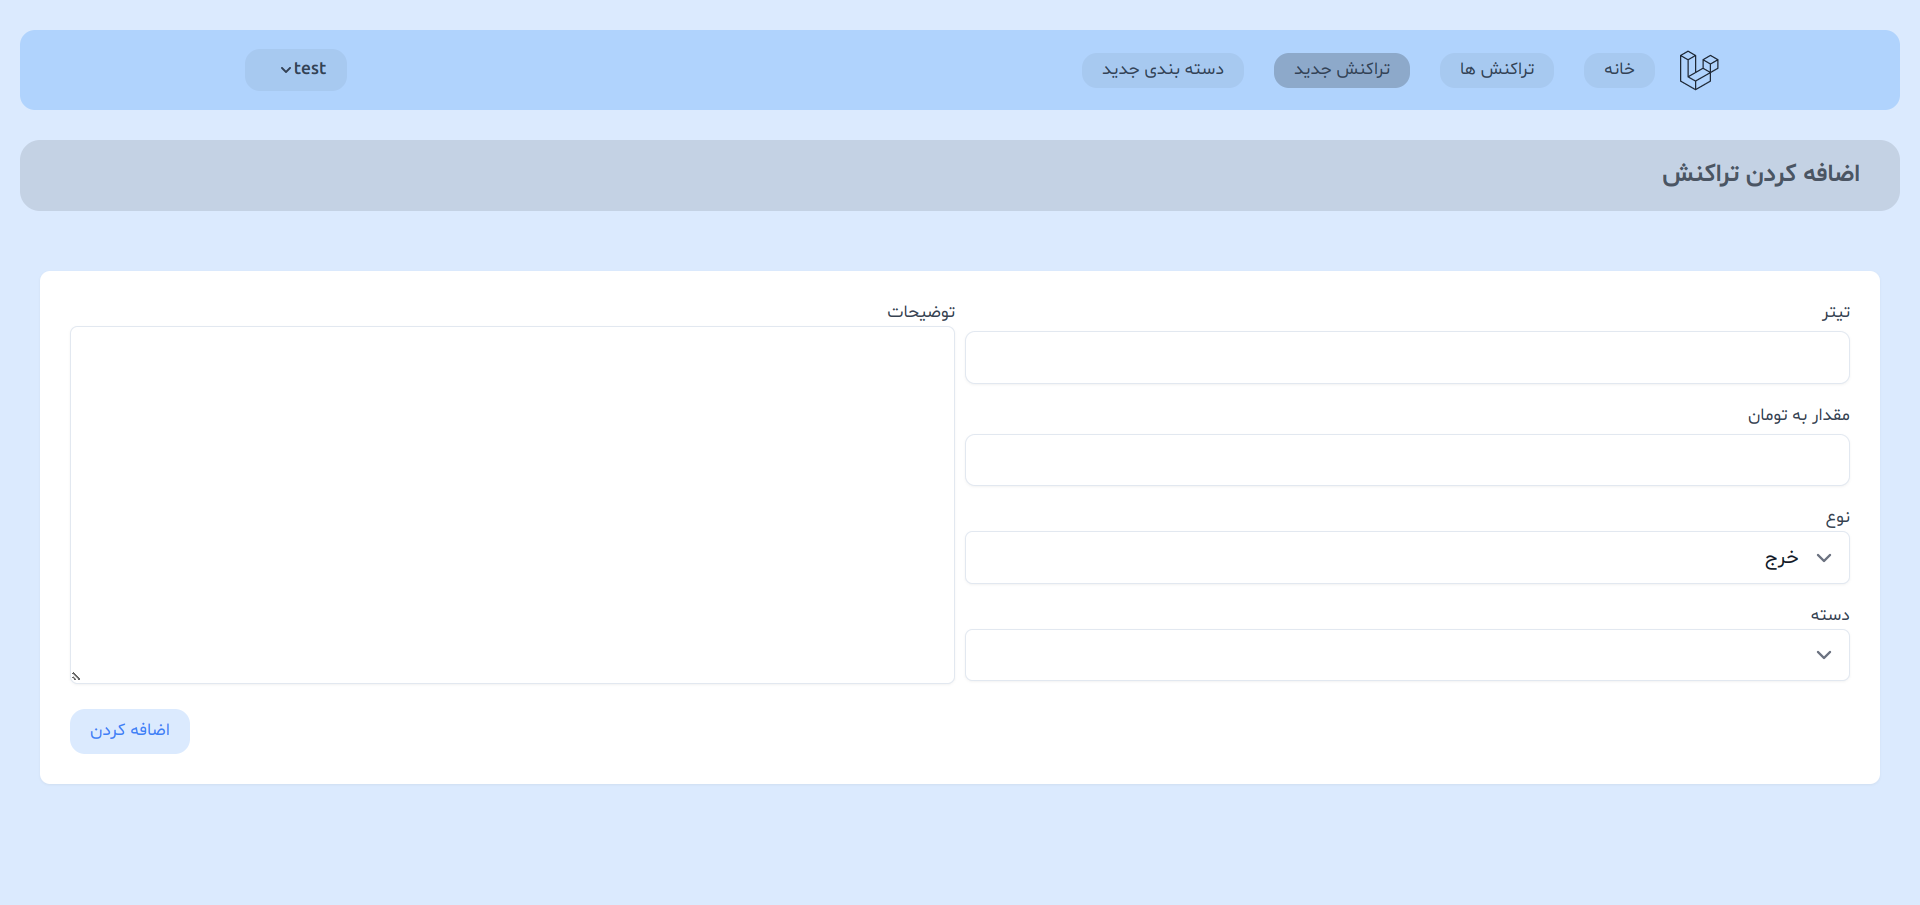 خانه
تراکنش ها
تراکنش جدید
دسته بندی جدید
test
اضافه کردن تراکنش
تیتر
مقدار به تومان
نوع
خرج
دسته
توضیحات
اضافه کردن